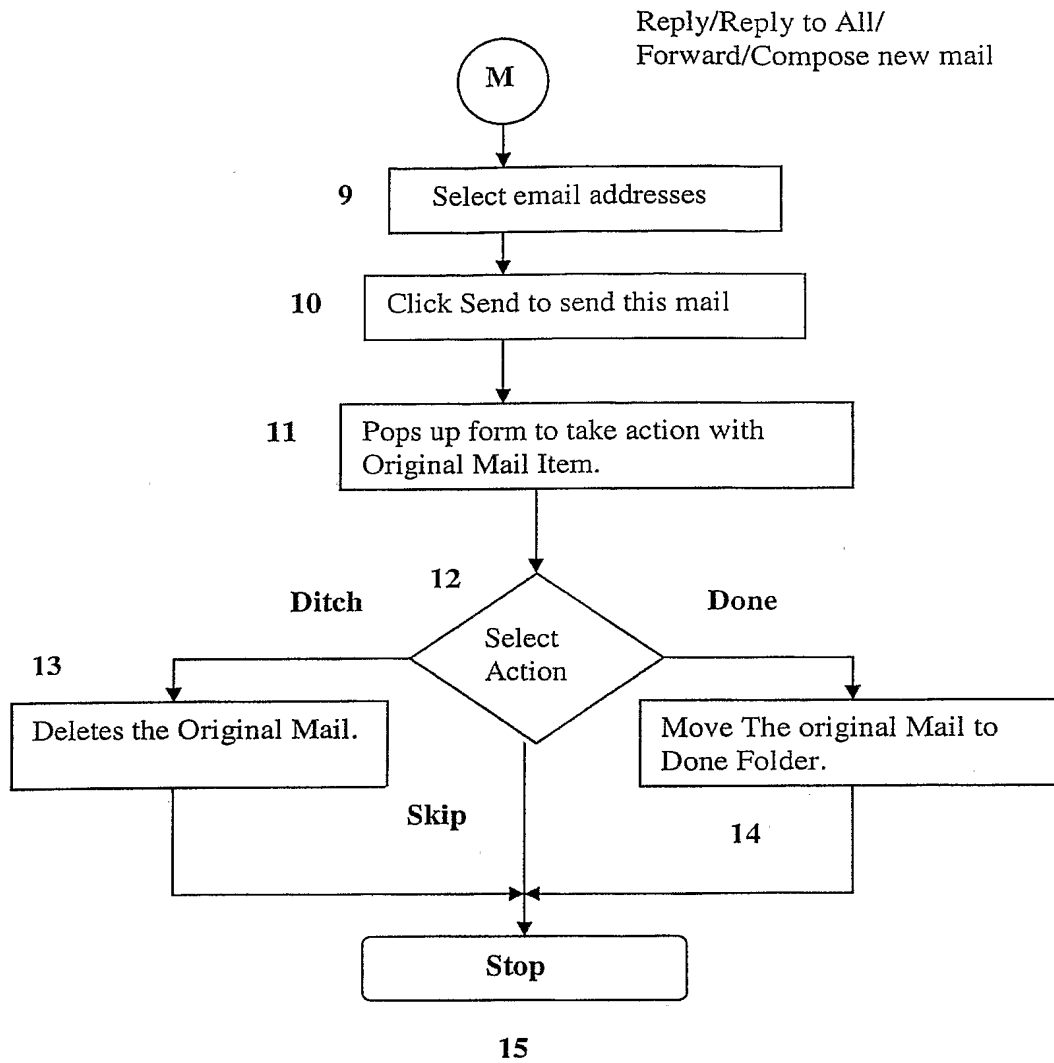 Reply/Reply to All/
Forward/Compose new mail
M
9
Select email addresses
10
Click Send to send this mail
11
Pops up form to take action with
Original Mail Item.
12
Ditch
Done
Select
Action
13
Deletes the Original Mail.
Move The original Mail to
Done Folder.
Skip
14
Stop
15